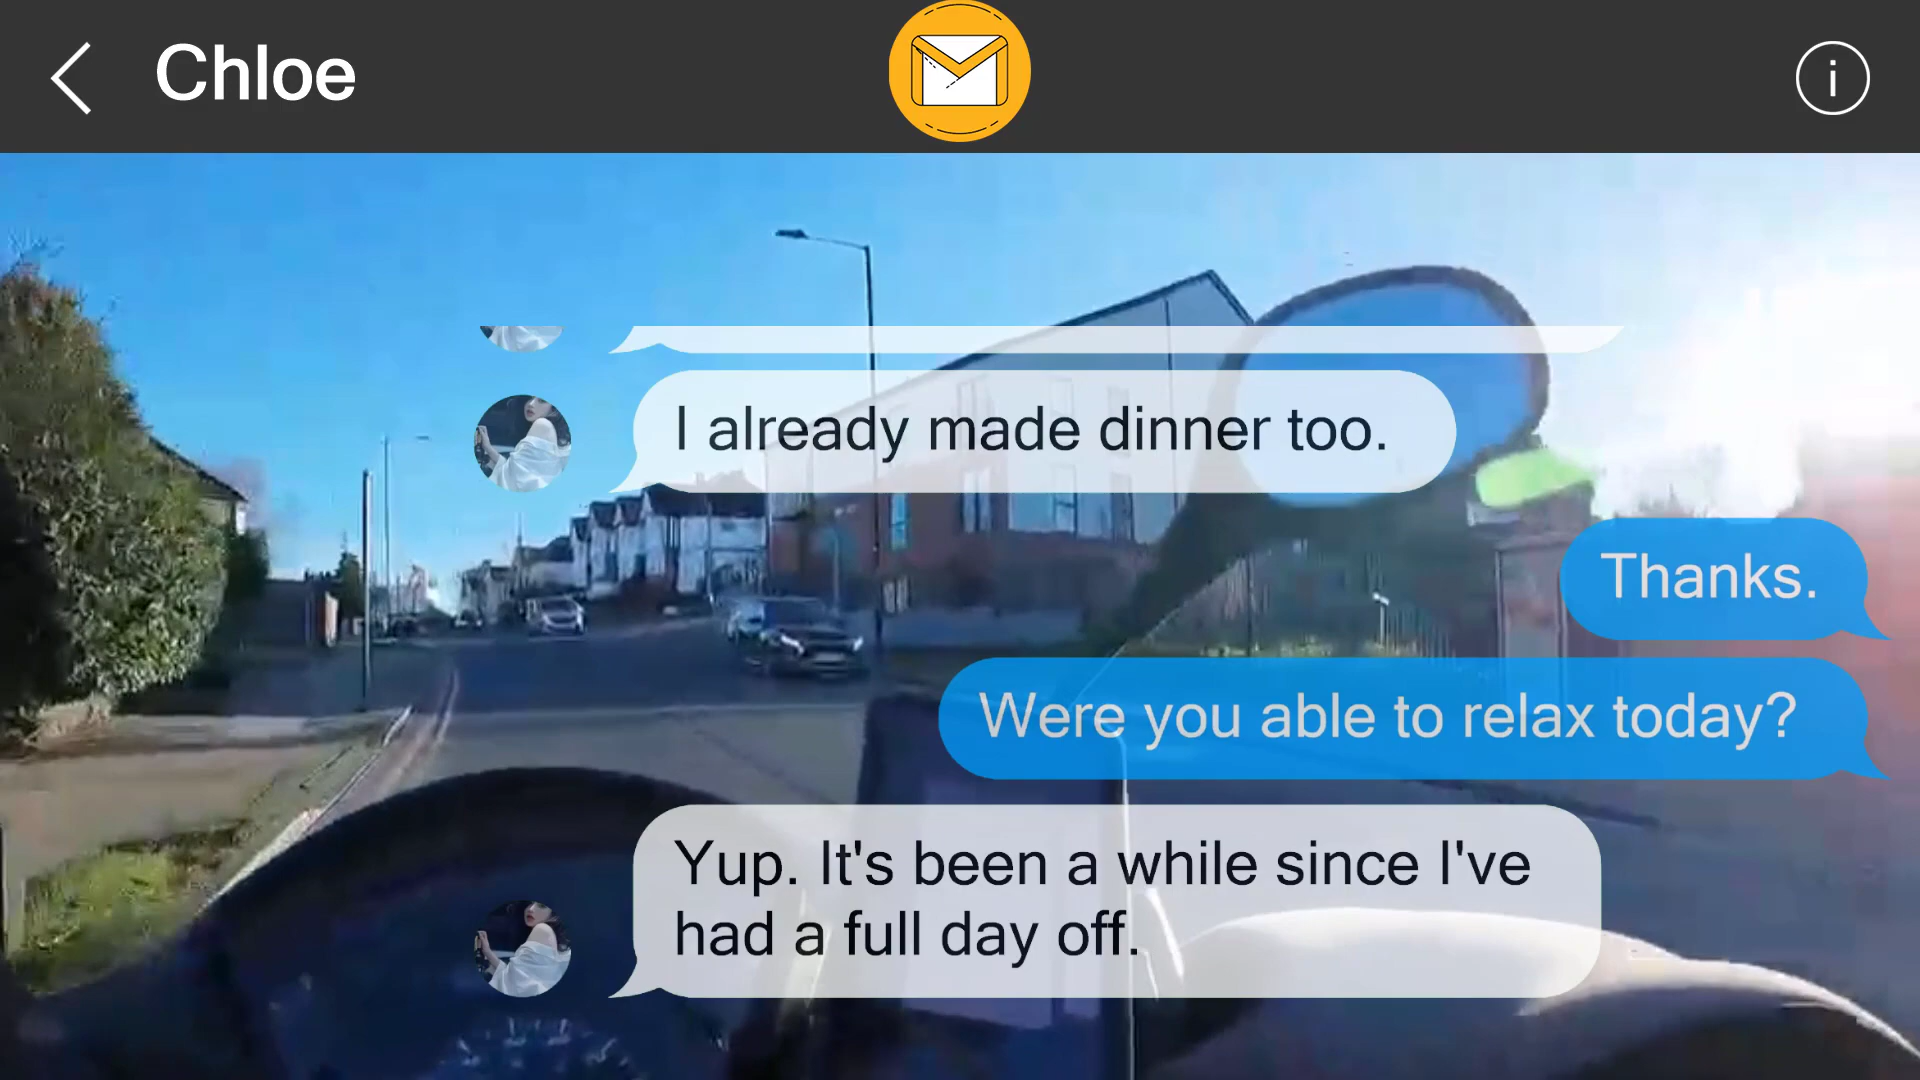 Chloe
I already made dinner too.
Thanks.
Were you able to relax today?
Yup. It's been a while since I've
had a full day off.